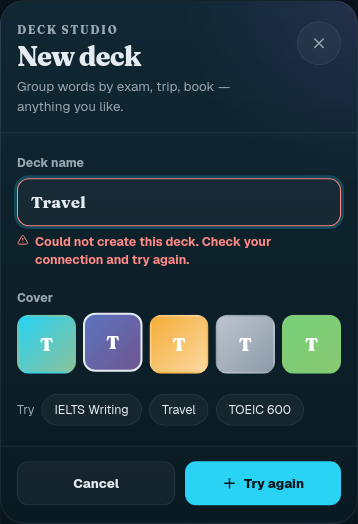 DECK STUDIO
New deck
Group words by exam, trip, book —
anything you like.
Deck name
Travel
Could not create this deck. Check your
connection and try again.
Cover
T T T T T
Try IELTS Writing Travel TOEIC 600
Cancel + Try again